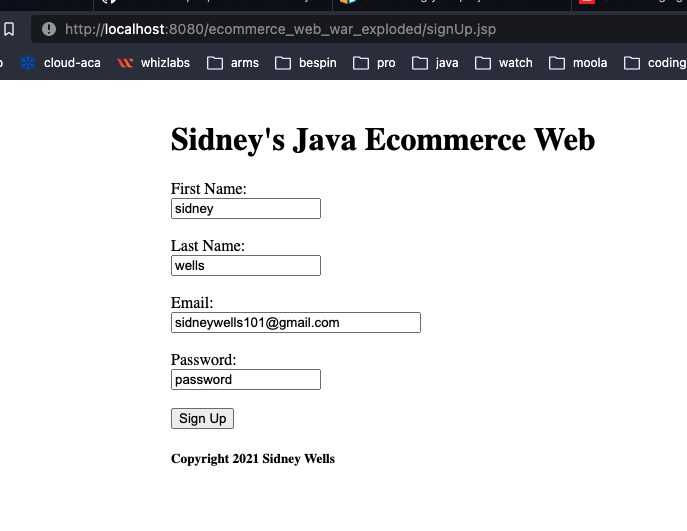 http://localhost:8080/ecommerce_web_war_exploded/signUp.jsp
cloud-aca whizlabs arms bespin pro java watch moola coding
Sidney's Java Ecommerce Web
First Name:
sidney
Last Name:
wells
Email:
sidneywells101@gmail.com
Password:
password
Sign Up
Copyright 2021 Sidney Wells